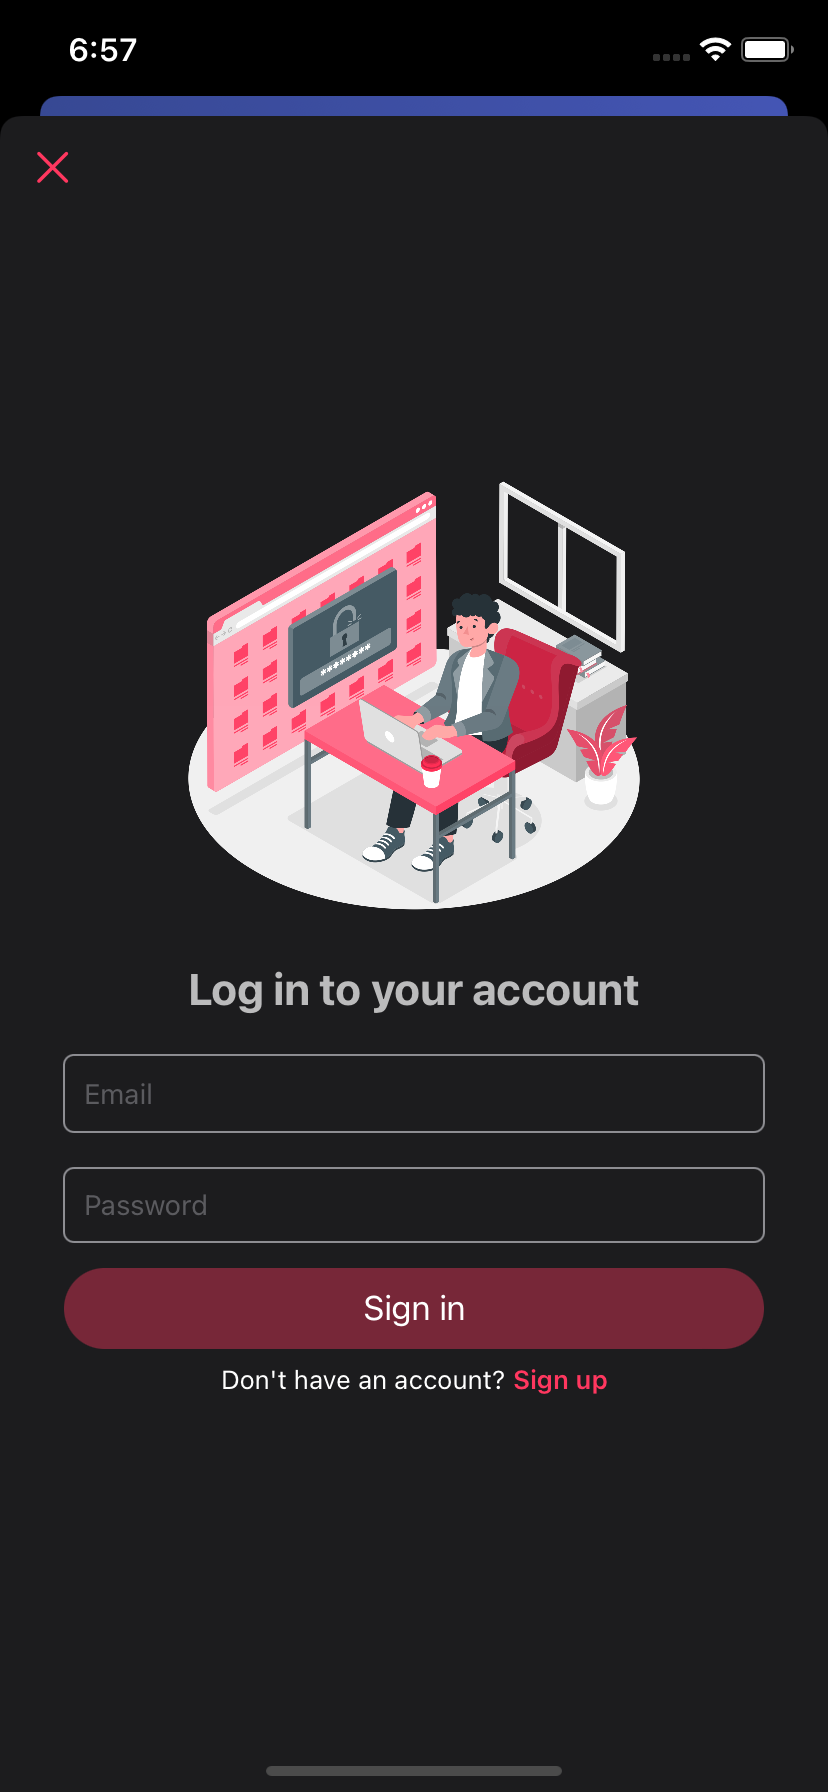 6:57
********
Log in to your account
Email
Password
Sign in
Don't have an account? Sign up